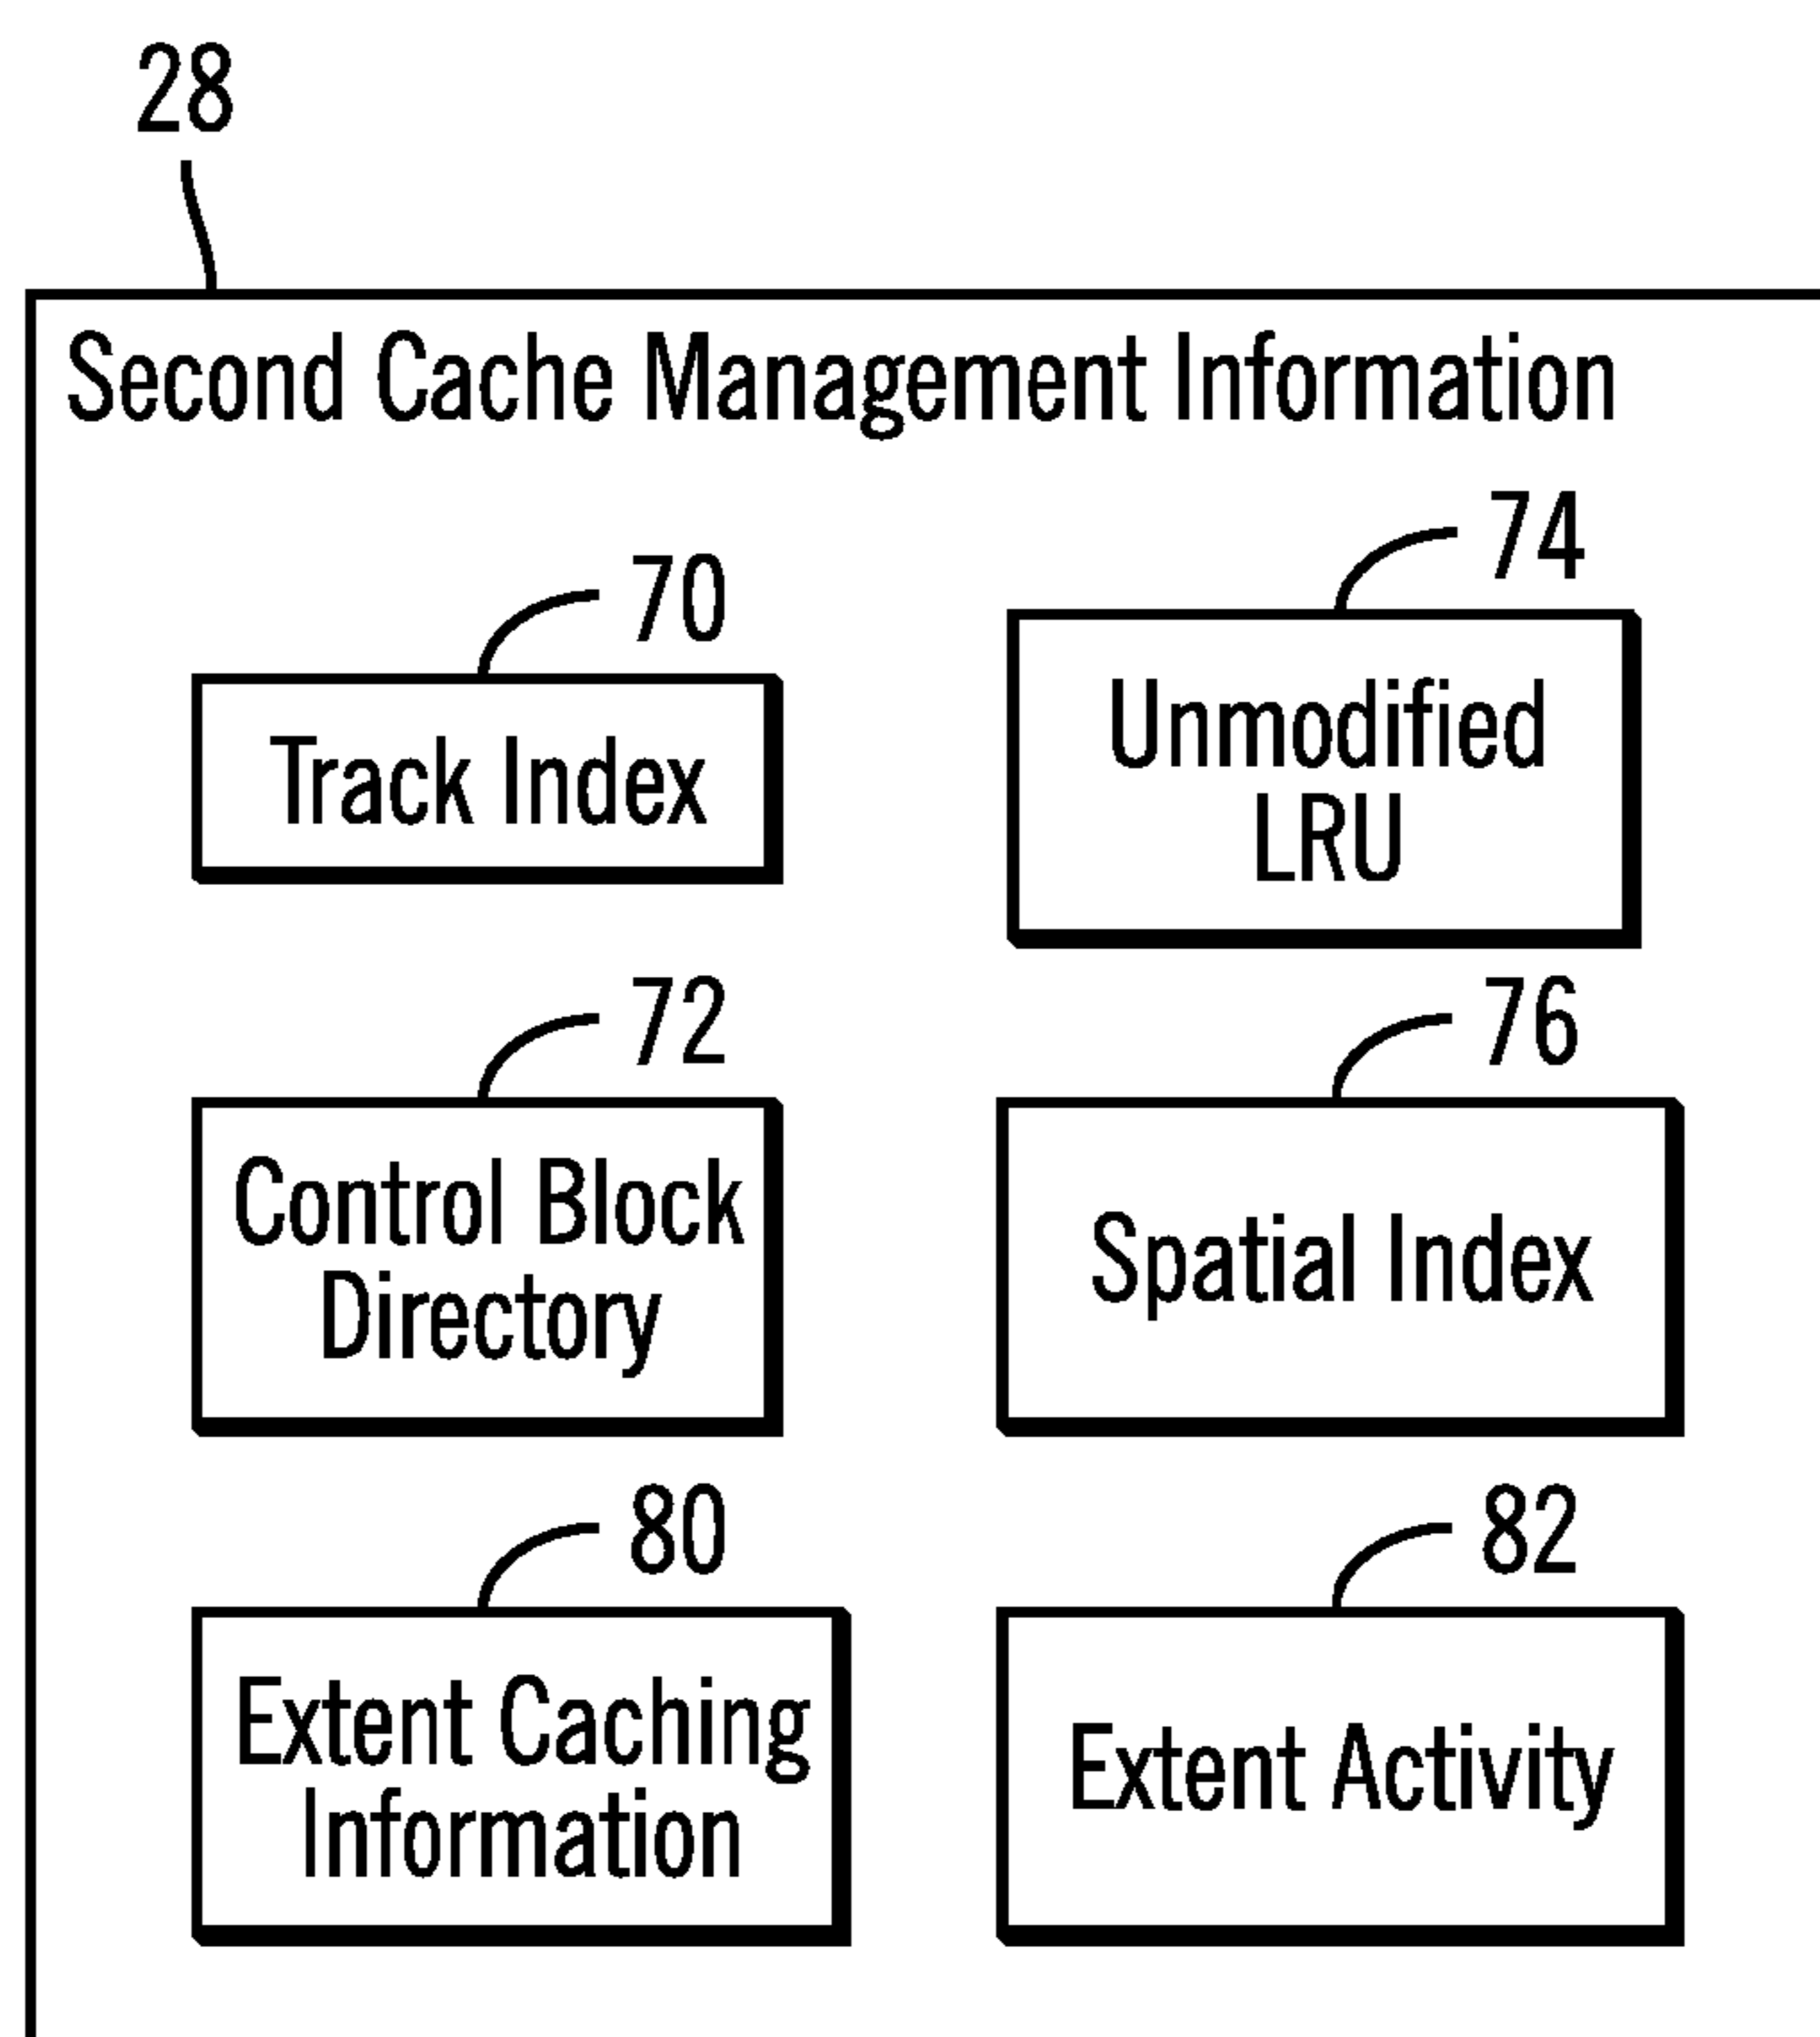 28
Second Cache Management Information
70
Track Index
74
Unmodified
LRU
72
Control Block
Directory
76
Spatial Index
80
Extent Caching
Information
82
Extent Activity